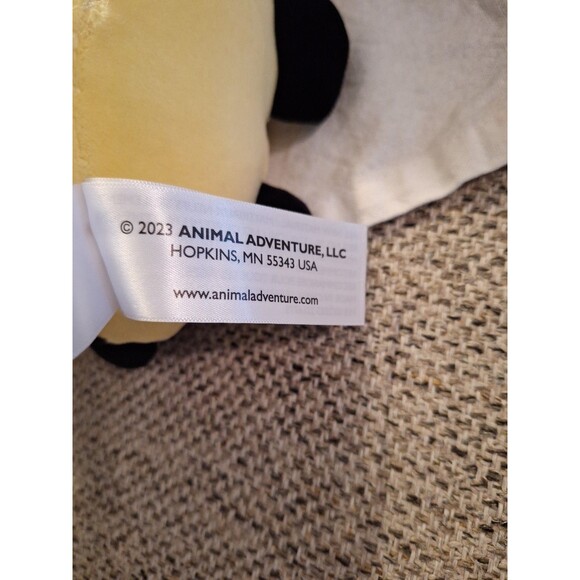 © 2023 ANIMAL ADVENTURE, LLC
HOPKINS, MN 55343 USA
www.animaladventure.com